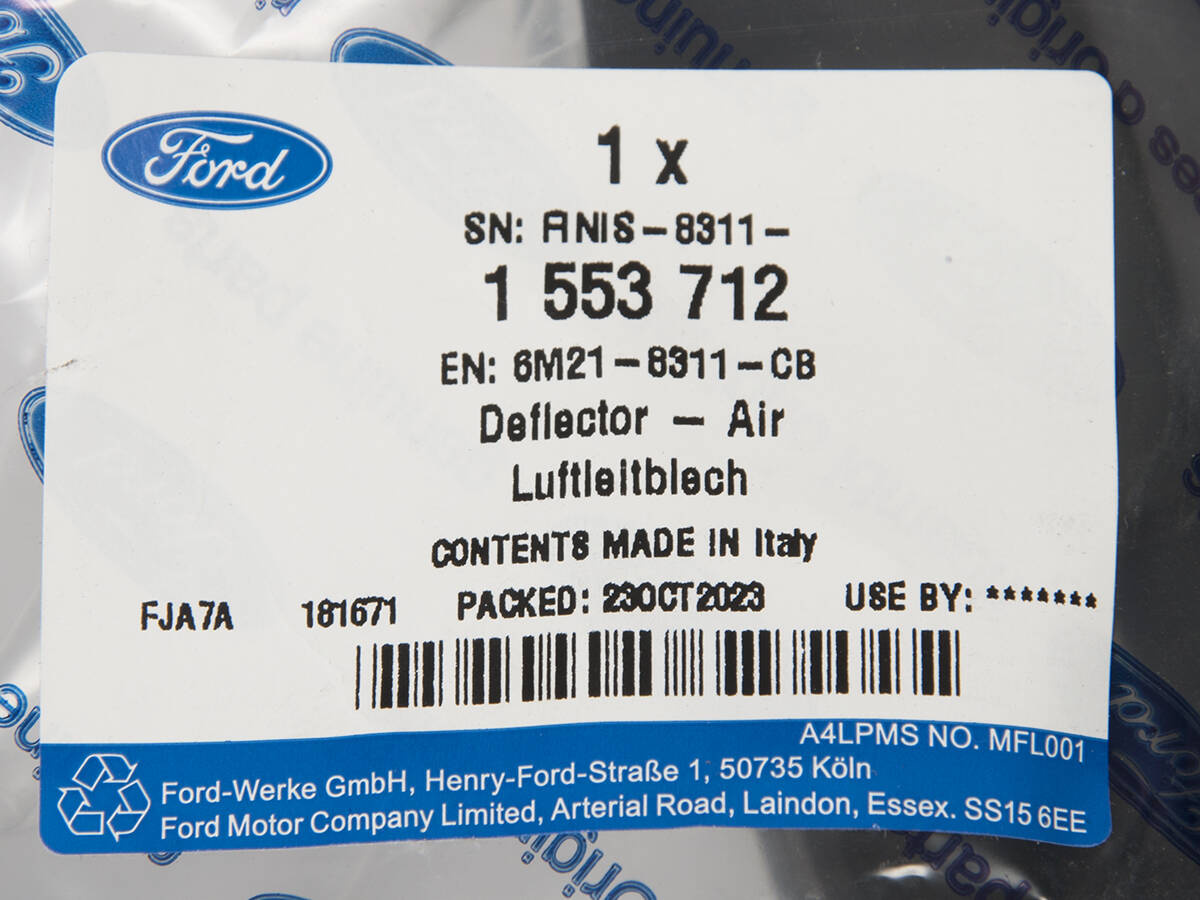 Ford
1 x
SN: ANIS-8311-
1 553 712
EN: 6M21-8311-CB
Deflector - Air
Luftleitblech
CONTENTS MADE IN Italy
FJA7A 181671 PACKED: 23OCT2023 USE BY: *******
A4LPMS NO. MFL001
Ford-Werke GmbH, Henry-Ford-Straße 1, 50735 Köln
Ford Motor Company Limited, Arterial Road, Laindon, Essex. SS15 6EE